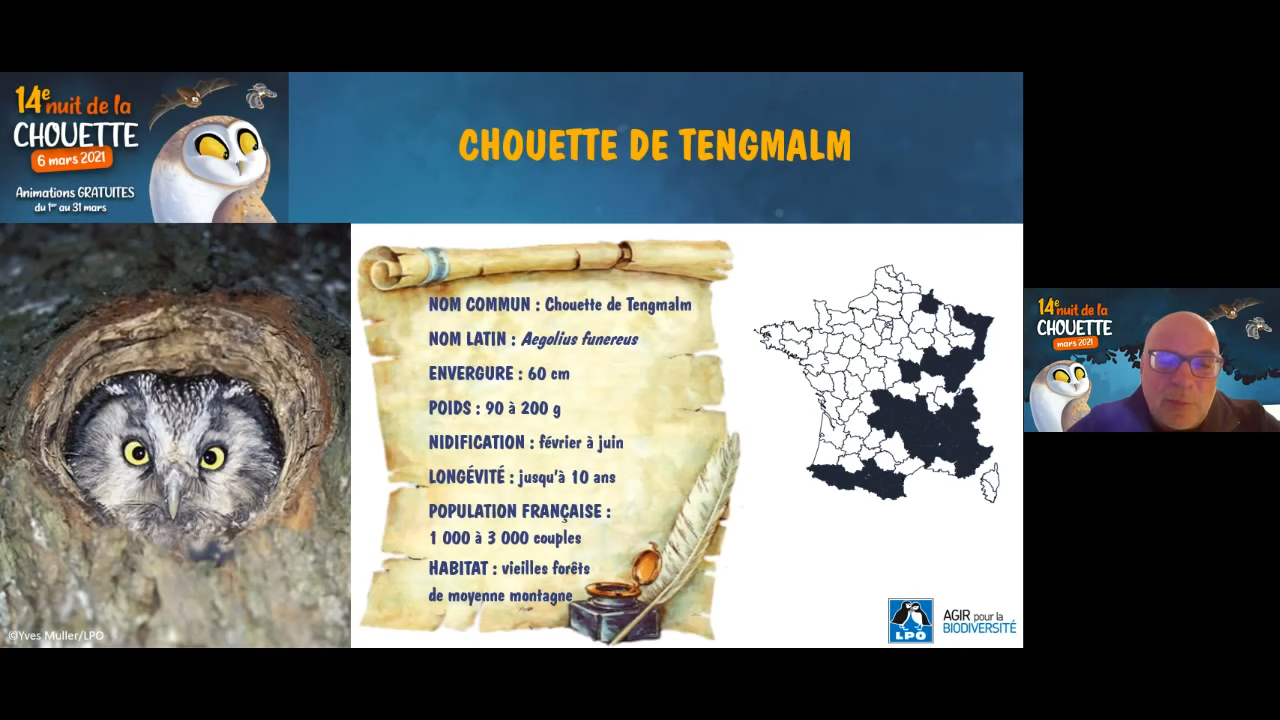 14e nuit de la
CHOUETTE
6 mars 2021
Animations GRATUITES
du 1er au 31 mars
CHOUETTE DE TENGMALM
NOM COMMUN : Chouette de Tengmalm
NOM LATIN : Aegolius funereus
ENVERGURE : 60 cm
POIDS : 90 à 200 g
NIDIFICATION : février à juin
LONGÉVITÉ : jusqu'à 10 ans
POPULATION FRANÇAISE :
1 000 à 3 000 couples
HABITAT : vieilles forêts
de moyenne montagne
©Yves Muller/LPO
LPO
AGIR pour la
BIODIVERSITÉ
14e nuit de la
CHOUETTE
mars 2021